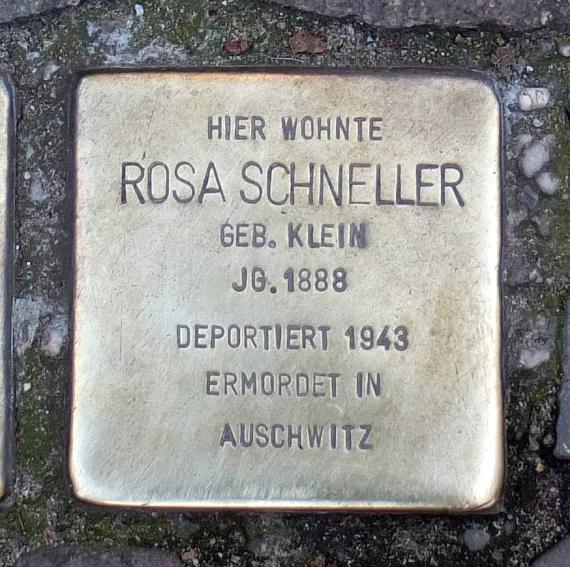 HIER WOHNTE
ROSA SCHNELLER
GEB. KLEIN
JG. 1888
DEPORTIERT 1943
ERMORDET IN
AUSCHWITZ